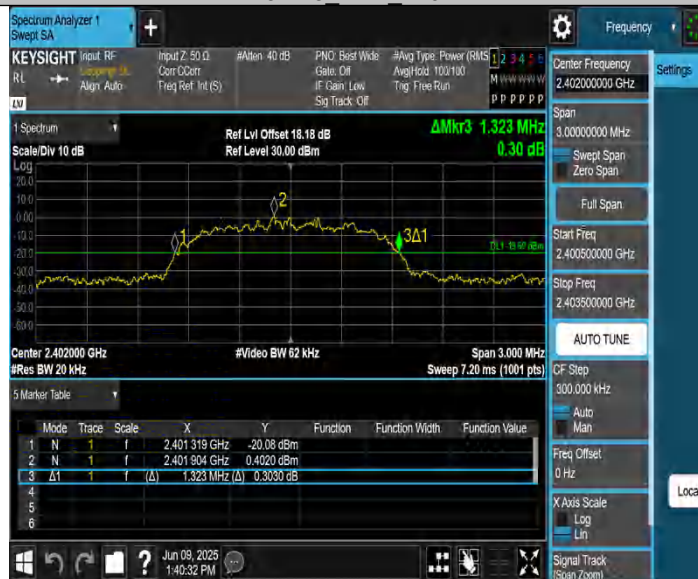 Spectrum Analyzer 1
Swept SA
+
Frequency
KEYSIGHT
RL
Input: RF
Align: Auto
Input Z: 50 Ω
Corr CCorr
Freq Ref: Int (S)
#Atten: 40 dB
PNO: Best Wide
Gate: Off
IF Gain: Low
Sig Track: Off
#Avg Type: Power (RMS)
Avg|Hold: 100/100
Trig: Free Run
1 2 3 4 5 6
M W W W W W
P P P P P P
LXI
1 Spectrum
Scale/Div 10 dB
Ref Lvl Offset 18.18 dB
Ref Level 30.00 dBm
ΔMkr3 1.323 MHz
0.30 dB
Log
20.0
10.0
0.00
-10.0
-20.0
-30.0
-40.0
-50.0
-60.0
1
2
3Δ1
Center 2.402000 GHz
#Video BW 62 kHz
Span 3.000 MHz
#Res BW 20 kHz
Sweep 7.20 ms (1001 pts)
5 Marker Table
Mode Trace Scale X Y Function Function Width Function Value
1 N 1 f 2.401 319 GHz -20.08 dBm
2 N 1 f 2.401 904 GHz 0.4020 dBm
3 Δ1 1 f (Δ) 1.323 MHz (Δ) 0.3030 dB
4
5
6
Jun 09, 2025
1:40:32 PM
?
Center Frequency
2.402000000 GHz
Settings
Span
3.00000000 MHz
Swept Span
Zero Span
Full Span
Start Freq
2.400500000 GHz
Stop Freq
2.403500000 GHz
AUTO TUNE
CF Step
300.000 kHz
Auto
Man
Freq Offset
0 Hz
X Axis Scale
Log
Lin
Loca
Signal Track
(Span Zoom)